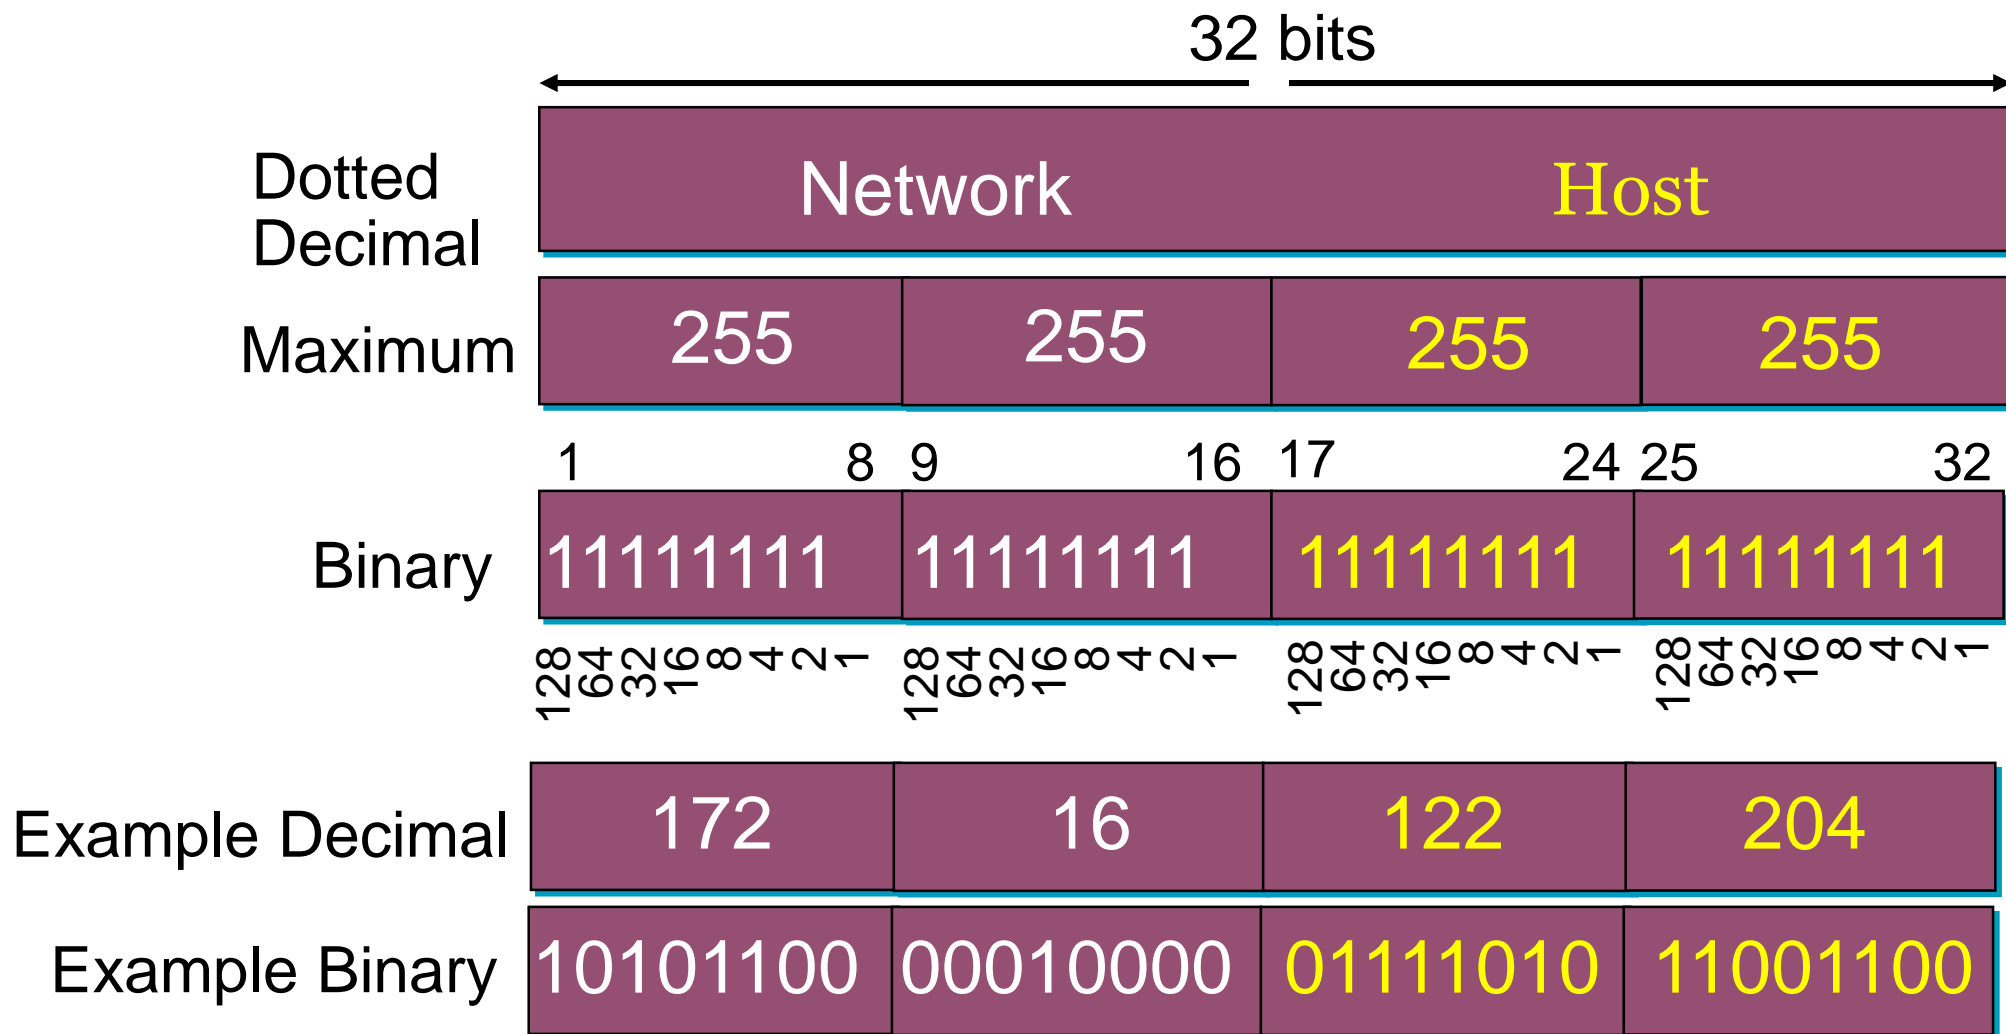 32 bits
Dotted
Decimal
Network Host
Maximum 255 255 255 255
1 8 9 16 17 24 25 32
Binary 11111111 11111111 11111111 11111111
128 64 32 16 8 4 2 1 128 64 32 16 8 4 2 1 128 64 32 16 8 4 2 1 128 64 32 16 8 4 2 1
Example Decimal 172 16 122 204
Example Binary 10101100 00010000 01111010 11001100